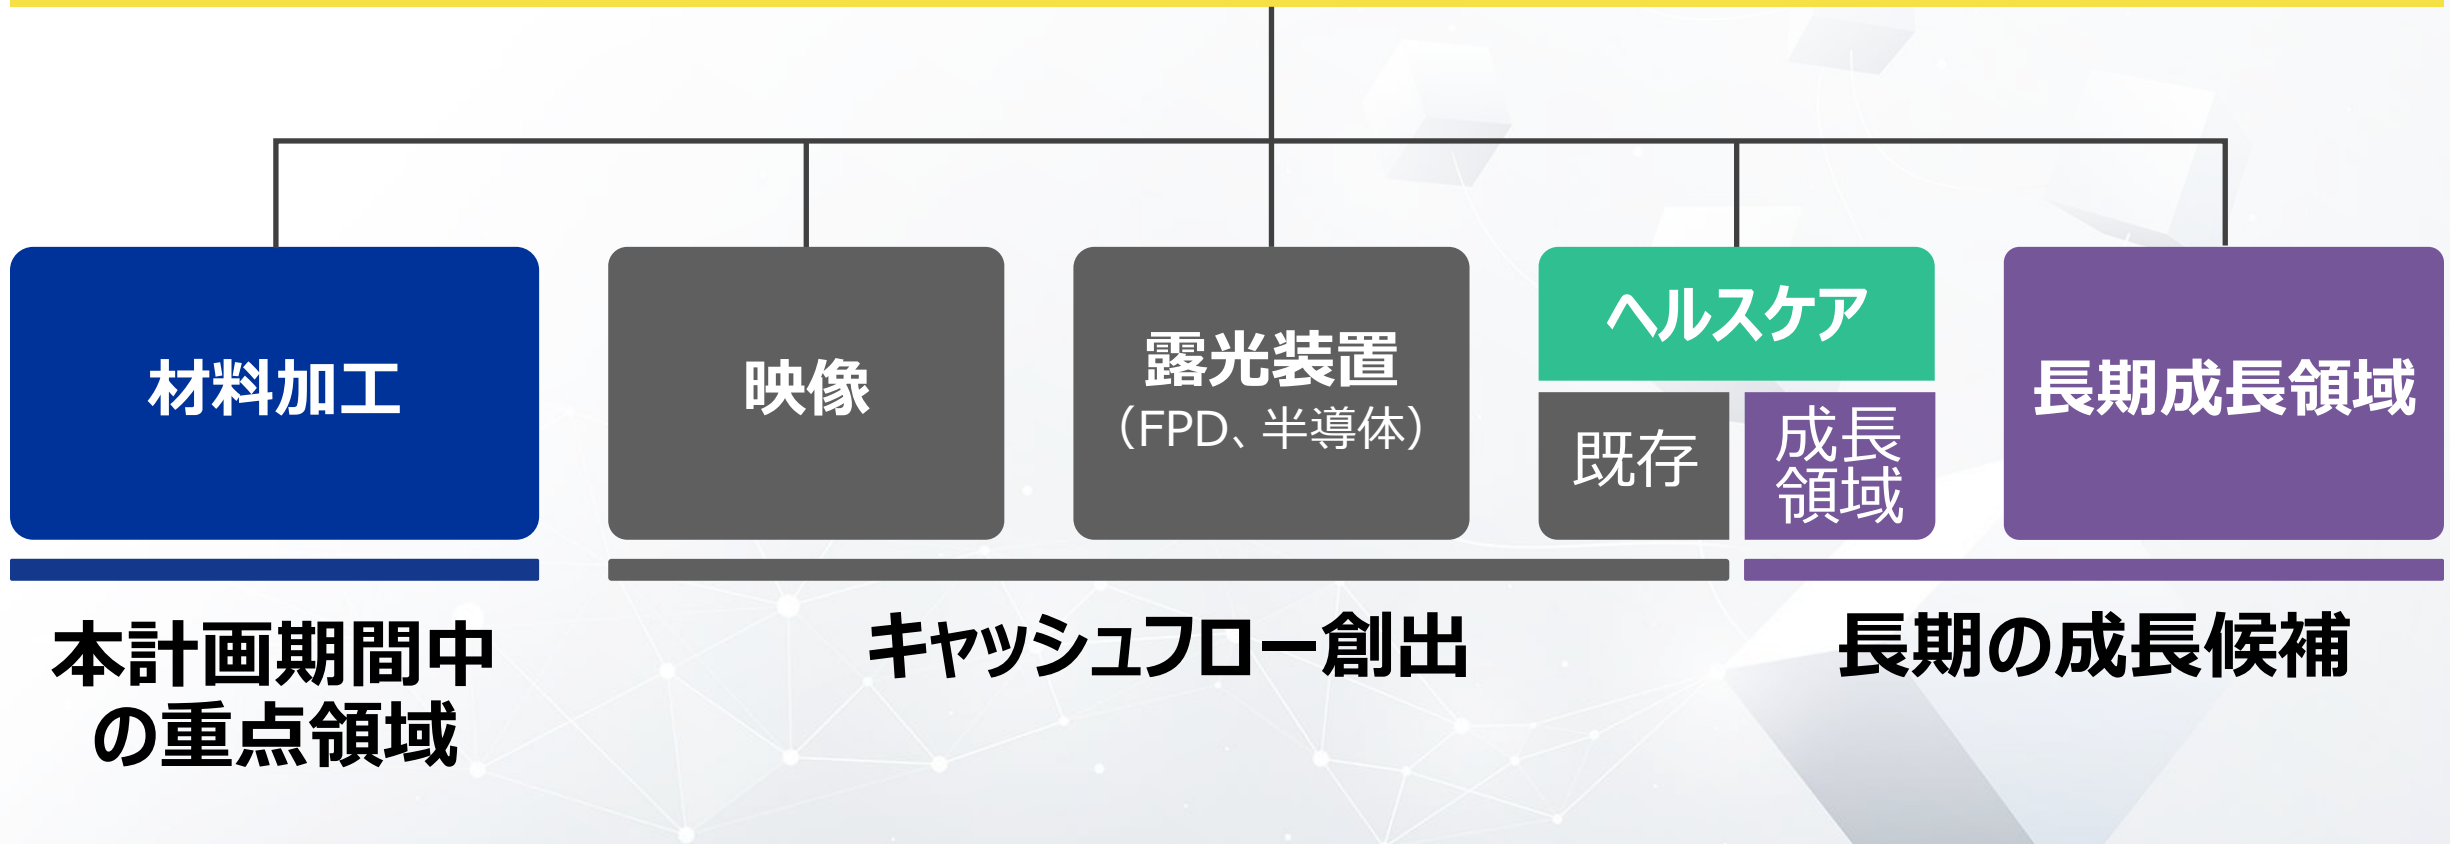 材料加工
映像
露光装置
（FPD、半導体）
ヘルスケア
既存
成長
領域
長期成長領域
本計画期間中
の重点領域
キャッシュフロー創出
長期の成長候補